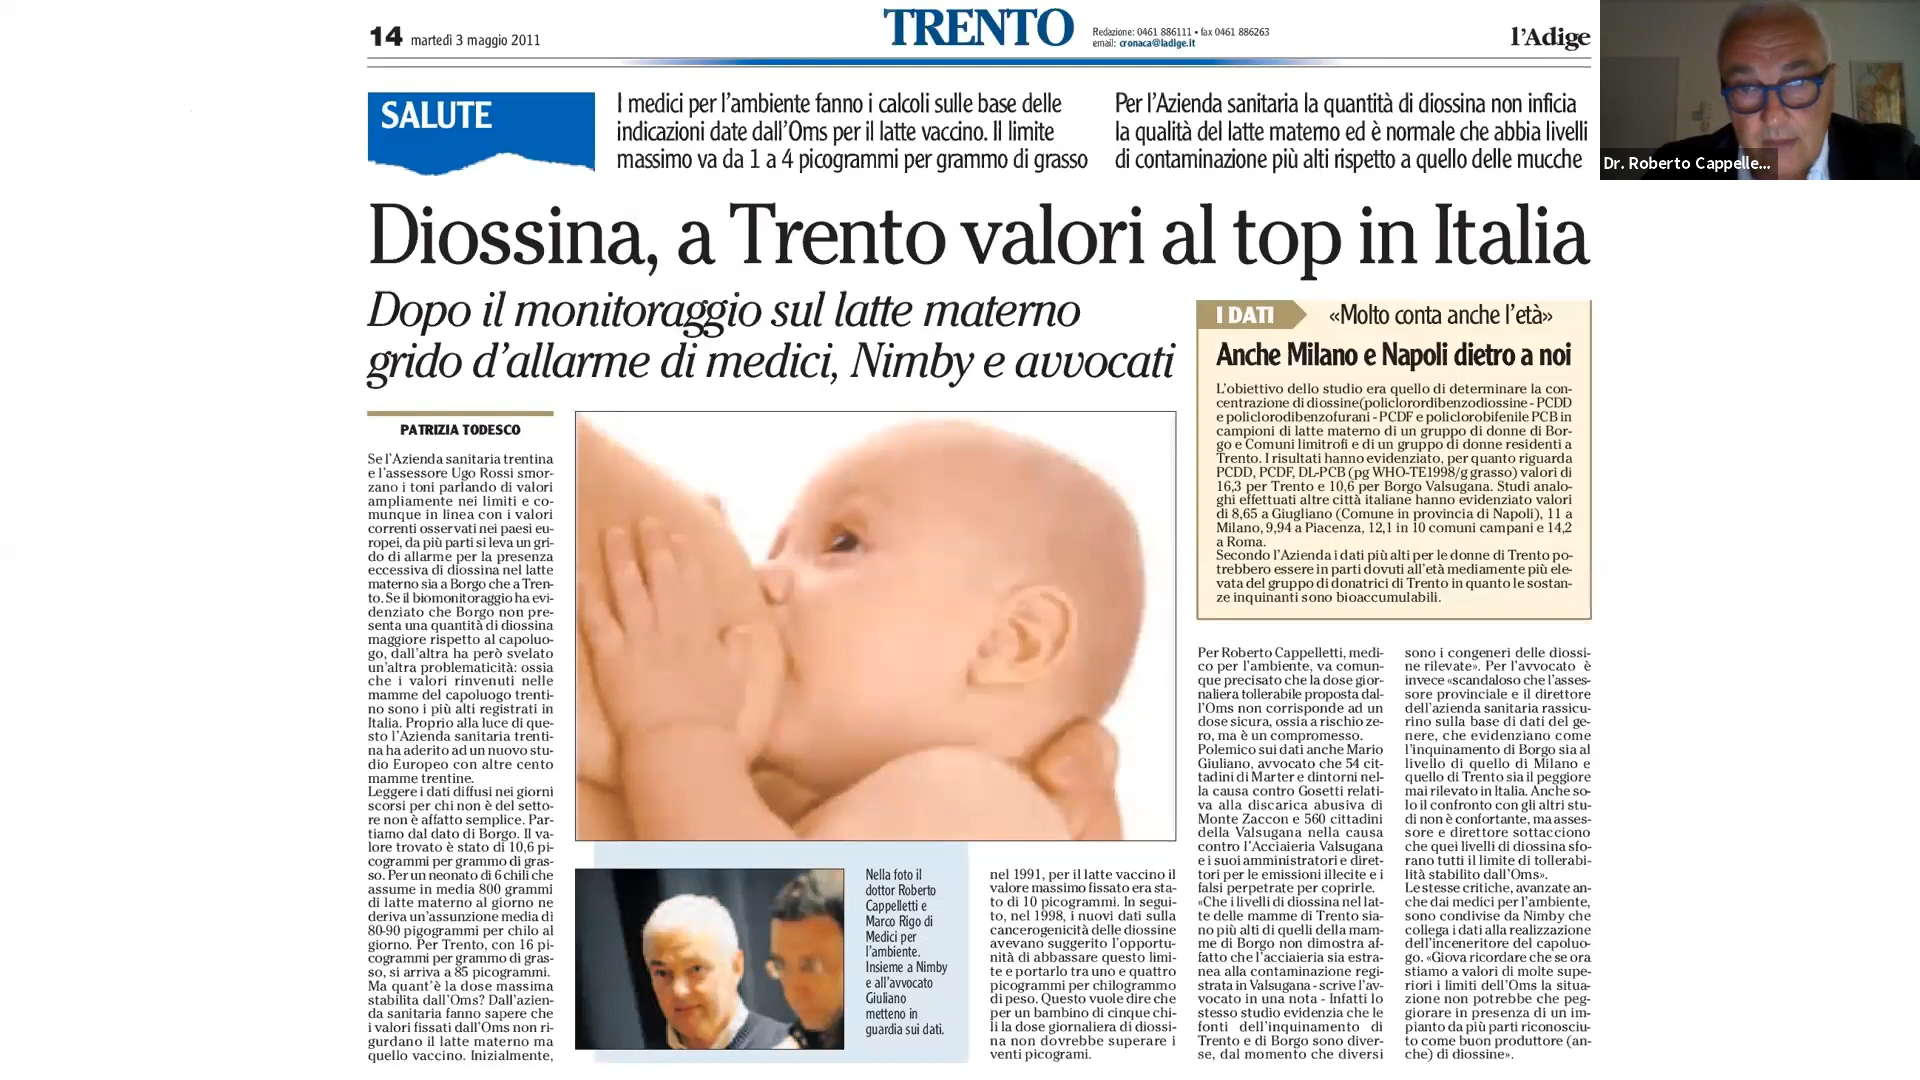 14 martedì 3 maggio 2011
TRENTO
Redazione: 0461 886111 • fax 0461 886263
email: cronaca@ladige.it
l'Adige
Dr. Roberto Cappelle...
SALUTE
I medici per l'ambiente fanno i calcoli sulle base delle
indicazioni date dall'Oms per il latte vaccino. Il limite
massimo va da 1 a 4 picogrammi per grammo di grasso
Per l'Azienda sanitaria la quantità di diossina non inficia
la qualità del latte materno ed è normale che abbia livelli
di contaminazione più alti rispetto a quello delle mucche
Diossina, a Trento valori al top in Italia
Dopo il monitoraggio sul latte materno
grido d'allarme di medici, Nimby e avvocati
PATRIZIA TODESCO
Se l'Azienda sanitaria trentina
e l'assessore Ugo Rossi smor-
zano i toni parlando di valori
ampliamente nei limiti e co-
munque in linea con i valori
correnti osservati nei paesi eu-
ropei, da più parti si leva un gri-
do di allarme per la presenza
eccessiva di diossina nel latte
materno sia a Borgo che a Tren-
to. Se il biomonitoraggio ha evi-
denziato che Borgo non pre-
senta una quantità di diossina
maggiore rispetto al capoluo-
go, dall'altra ha però svelato
un'altra problematicità: ossia
che i valori rinvenuti nelle
mamme del capoluogo trenti-
no sono i più alti registrati in
Italia. Proprio alla luce di que-
sto l'Azienda sanitaria trenti-
na ha aderito ad un nuovo stu-
dio Europeo con altre cento
mamme trentine.
Leggere i dati diffusi nei giorni
scorsi per chi non è del setto-
re non è affatto semplice. Par-
tiamo dal dato di Borgo. Il va-
lore trovato è stato di 10,6 pi-
cogrammi per grammo di gras-
so. Per un neonato di 6 chili che
assume in media 800 grammi
di latte materno al giorno ne
deriva un'assunzione media di
80-90 pigogrammi per chilo al
giorno. Per Trento, con 16 pi-
cogrammi per grammo di gras-
so, si arriva a 85 picogrammi.
Ma quant'è la dose massima
stabilita dall'Oms? Dall'azien-
da sanitaria fanno sapere che
i valori fissati dall'Oms non ri-
gurdano il latte materno ma
quello vaccino. Inizialmente,
Nella foto il
dottor Roberto
Cappelletti e
Marco Rigo di
Medici per
l'ambiente.
Insieme a Nimby
e all'avvocato
Giuliano
metteno in
guardia sui dati.
nel 1991, per il latte vaccino il
valore massimo fissato era sta-
to di 10 picogrammi. In segui-
to, nel 1998, i nuovi dati sulla
cancerogenicità delle diossine
avevano suggerito l'opportu-
nità di abbassare questo limi-
te e portarlo tra uno e quattro
picogrammi per chilogrammo
di peso. Questo vuole dire che
per un bambino di cinque chi-
li la dose giornaliera di diossi-
na non dovrebbe superare i
venti picogrami.
I DATI
«Molto conta anche l'età»
Anche Milano e Napoli dietro a noi
L'obiettivo dello studio era quello di determinare la con-
centrazione di diossine(policlorordibenzodiossine - PCDD
e policlorodibenzofurani - PCDF e policlorobifenile PCB in
campioni di latte materno di un gruppo di donne di Bor-
go e Comuni limitrofi e di un gruppo di donne residenti a
Trento. I risultati hanno evidenziato, per quanto riguarda
PCDD, PCDF, DL-PCB (pg WHO-TE1998/g grasso) valori di
16,3 per Trento e 10,6 per Borgo Valsugana. Studi analo-
ghi effettuati altre città italiane hanno evidenziato valori
di 8,65 a Giugliano (Comune in provincia di Napoli), 11 a
Milano, 9,94 a Piacenza, 12,1 in 10 comuni campani e 14,2
a Roma.
Secondo l'Azienda i dati più alti per le donne di Trento po-
trebbero essere in parti dovuti all'età mediamente più ele-
vata del gruppo di donatrici di Trento in quanto le sostan-
ze inquinanti sono bioaccumulabili.
Per Roberto Cappelletti, medi-
co per l'ambiente, va comun-
que precisato che la dose gior-
naliera tollerabile proposta dal-
l'Oms non corrisponde ad un
dose sicura, ossia a rischio ze-
ro, ma è un compromesso.
Polemico sui dati anche Mario
Giuliano, avvocato che 54 cit-
tadini di Marter e dintorni nel-
la causa contro Gosetti relati-
va alla discarica abusiva di
Monte Zaccon e 560 cittadini
della Valsugana nella causa
contro l'Acciaieria Valsugana
e i suoi amministratori e diret-
tori per le emissioni illecite e i
falsi perpetrate per coprirle.
«Che i livelli di diossina nel lat-
te delle mamme di Trento sia-
no più alti di quelli della mam-
me di Borgo non dimostra af-
fatto che l'acciaieria sia estra-
nea alla contaminazione regi-
strata in Valsugana - scrive l'av-
vocato in una nota - Infatti lo
stesso studio evidenzia che le
fonti dell'inquinamento di
Trento e di Borgo sono diver-
se, dal momento che diversi
sono i congeneri delle diossi-
ne rilevate». Per l'avvocato è
invece «scandaloso che l'asses-
sore provinciale e il direttore
dell'azienda sanitaria rassicu-
rino sulla base di dati del ge-
nere, che evidenziano come
l'inquinamento di Borgo sia al
livello di quello di Milano e
quello di Trento sia il peggiore
mai rilevato in Italia. Anche so-
lo il confronto con gli altri stu-
di non è confortante, ma asses-
sore e direttore sottacciono
che quei livelli di diossina sfo-
rano tutti il limite di tollerabi-
lità stabilito dall'Oms».
Le stesse critiche, avanzate an-
che dai medici per l'ambiente,
sono condivise da Nimby che
collega i dati alla realizzazione
dell'inceneritore del capoluo-
go. «Giova ricordare che se ora
stiamo a valori di molte supe-
riori i limiti dell'Oms la situa-
zione non potrebbe che peg-
giorare in presenza di un im-
pianto da più parti riconosciu-
to come buon produttore (an-
che) di diossine».